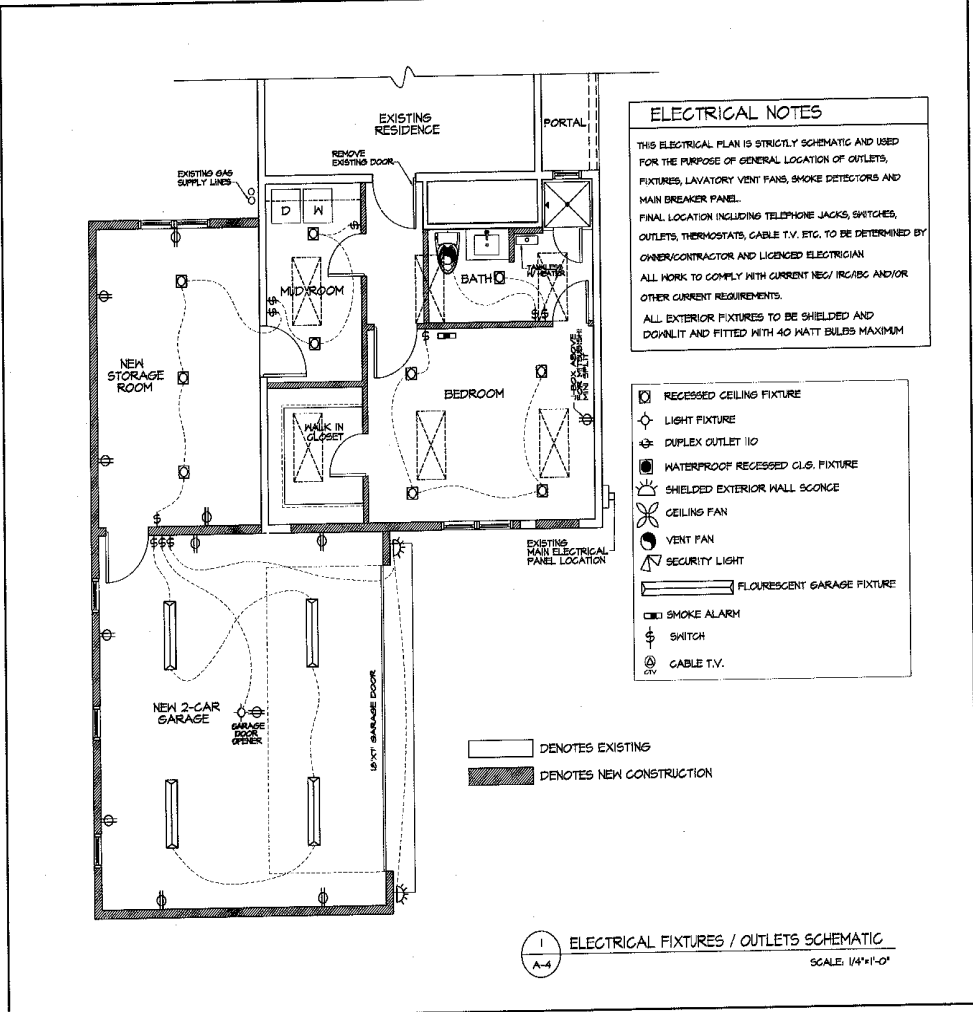 EXISTING
RESIDENCE
PORTAL
REMOVE
EXISTING DOOR
EXISTING GAS
SUPPLY LINES
D
W
MUD ROOM
BATH
TANKLESS
W/ HEATER
NEW
STORAGE
ROOM
BEDROOM
J-BOX ABOVE
FOR MITSUBISHI
MINI SPLIT
WALK IN
CLOSET
EXISTING
MAIN ELECTRICAL
PANEL LOCATION
NEW 2-CAR
GARAGE
GARAGE
DOOR
OPENER
GARAGE DOOR
ELECTRICAL NOTES
THIS ELECTRICAL PLAN IS STRICTLY SCHEMATIC AND USED
FOR THE PURPOSE OF GENERAL LOCATION OF OUTLETS,
FIXTURES, LAVATORY VENT FANS, SMOKE DETECTORS AND
MAIN BREAKER PANEL.
FINAL LOCATION INCLUDING TELEPHONE JACKS, SWITCHES,
OUTLETS, THERMOSTATS, CABLE T.V. ETC. TO BE DETERMINED BY
OWNER/CONTRACTOR AND LICENCED ELECTRICIAN
ALL WORK TO COMPLY WITH CURRENT NEC/ IRC/IBC AND/OR
OTHER CURRENT REQUIREMENTS.
ALL EXTERIOR FIXTURES TO BE SHIELDED AND
DOWNLIT AND FITTED WITH 40 WATT BULBS MAXIMUM
RECESSED CEILING FIXTURE
LIGHT FIXTURE
DUPLEX OUTLET 110
WATERPROOF RECESSED CLG. FIXTURE
SHIELDED EXTERIOR WALL SCONCE
CEILING FAN
VENT FAN
SECURITY LIGHT
FLOURESCENT GARAGE FIXTURE
SMOKE ALARM
$ SWITCH
CTV CABLE T.V.
DENOTES EXISTING
DENOTES NEW CONSTRUCTION
1
A-4
ELECTRICAL FIXTURES / OUTLETS SCHEMATIC
SCALE: 1/4"=1'-0"